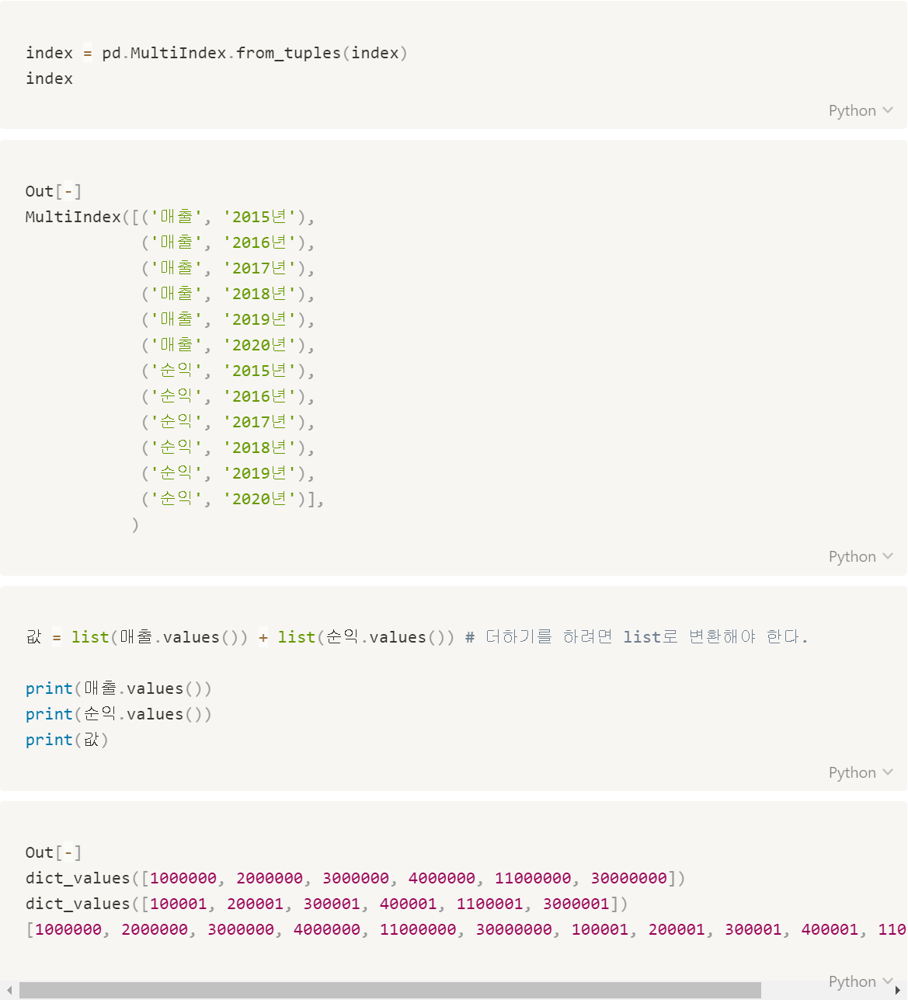 index = pd.MultiIndex.from_tuples(index)
index
Python
Out[-]
MultiIndex([('매출', '2015년'),
            ('매출', '2016년'),
            ('매출', '2017년'),
            ('매출', '2018년'),
            ('매출', '2019년'),
            ('매출', '2020년'),
            ('순익', '2015년'),
            ('순익', '2016년'),
            ('순익', '2017년'),
            ('순익', '2018년'),
            ('순익', '2019년'),
            ('순익', '2020년')],
           )
Python
값 = list(매출.values()) + list(순익.values()) # 더하기를 하려면 list로 변환해야 한다.
print(매출.values())
print(순익.values())
print(값)
Python
Out[-]
dict_values([1000000, 2000000, 3000000, 4000000, 11000000, 30000000])
dict_values([100001, 200001, 300001, 400001, 1100001, 3000001])
[1000000, 2000000, 3000000, 4000000, 11000000, 30000000, 100001, 200001, 300001, 400001, 110
Python